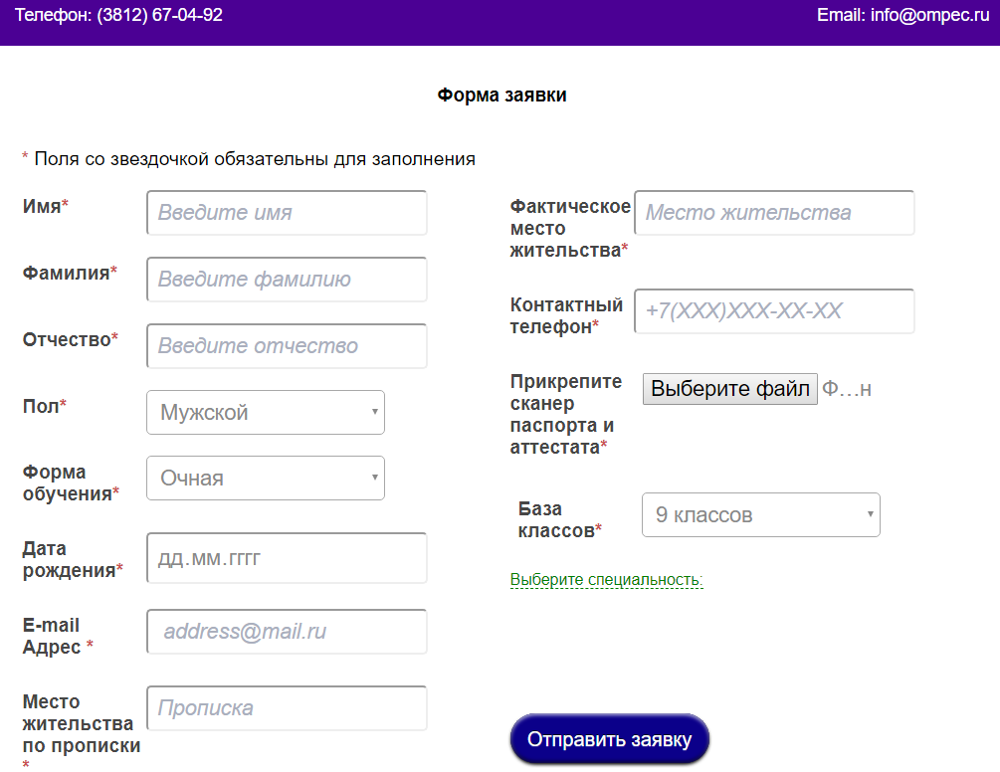 Телефон: (3812) 67-04-92
Email: info@ompec.ru
Форма заявки
* Поля со звездочкой обязательны для заполнения
Имя*
Введите имя
Фамилия*
Введите фамилию
Отчество*
Введите отчество
Пол*
Мужской
Форма
обучения*
Очная
Дата
рождения*
дд.мм.гггг
E-mail
Адрес *
address@mail.ru
Место
жительства
по прописки
*
Прописка
Фактическое
место
жительства*
Место жительства
Контактный
телефон*
+7(XXX)XXX-XX-XX
Прикрепите
сканер
паспорта и
аттестата*
Выберите файл Ф...н
База
классов*
9 классов
Выберите специальность:
Отправить заявку